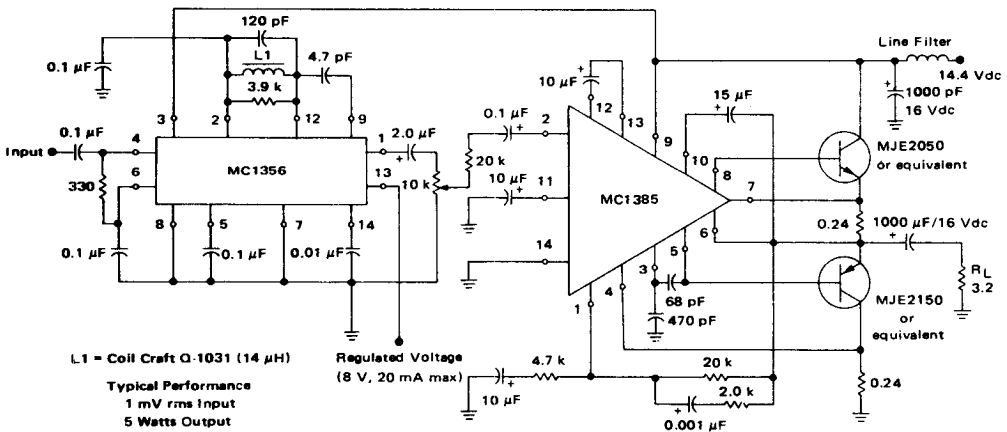 120 pF
L1
4.7 pF
0.1 μF
3.9 k
3
2
12
9
0.1 μF
Input
4
6
330
MC1356
1
13
2.0 μF
10 k
20 k
8
5
7
14
0.1 μF
0.1 μF
0.01 μF
L1 = Coil Craft Q-1031 (14 μH)
Typical Performance
1 mV rms Input
5 Watts Output
Regulated Voltage
(8 V, 20 mA max)
0.1 μF
2
10 μF
11
14
10 μF
12
13
9
15 μF
10
8
7
6
MC1385
3
5
4
1
68 pF
470 pF
Line Filter
14.4 Vdc
1000 pF
16 Vdc
MJE2050
or equivalent
0.24
1000 μF/16 Vdc
RL
3.2
MJE2150
or
equivalent
0.24
4.7 k
10 μF
20 k
2.0 k
0.001 μF